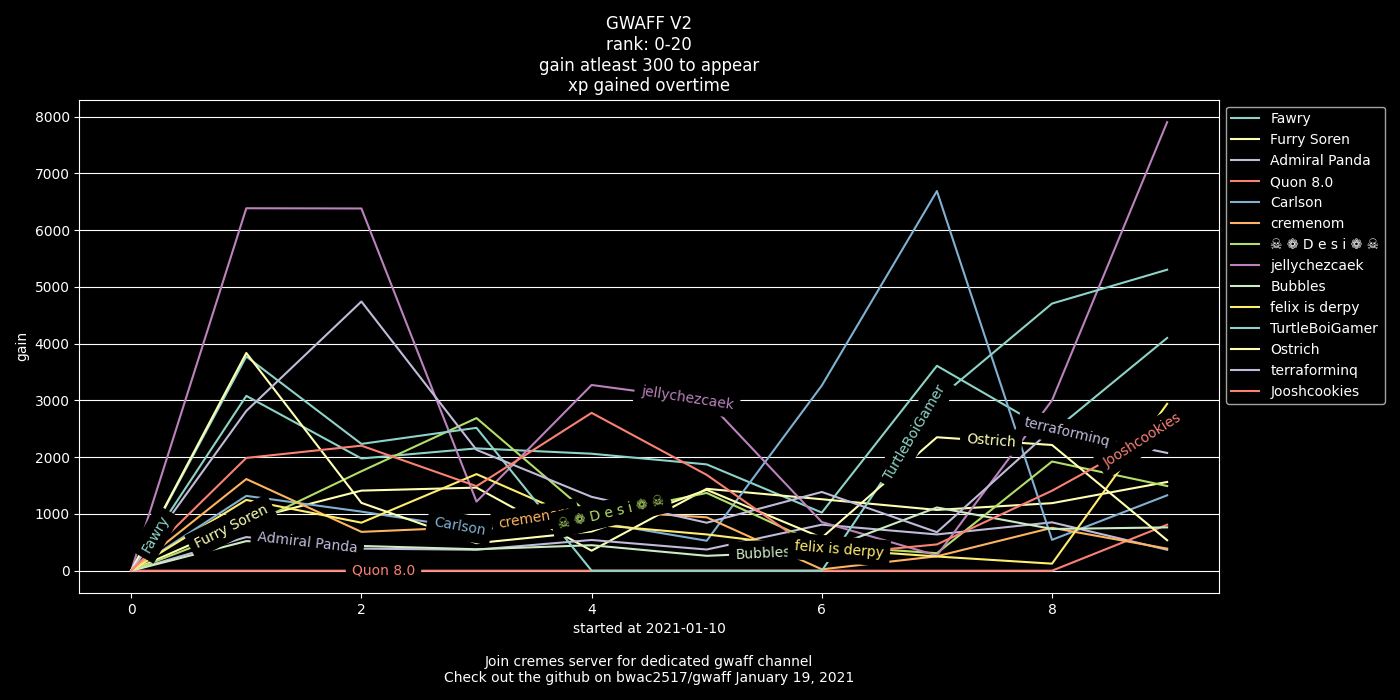 GWAFF V2
rank: 0-20
gain atleast 300 to appear
xp gained overtime
gain
8000
7000
6000
5000
4000
3000
2000
1000
0
0
2
4
6
8
started at 2021-01-10
Fawry
Furry Soren
Admiral Panda
Quon 8.0
Carlson
cremenom
☠ ❁ D e s i ❁ ☠
jellychezcaek
Bubbles
felix is derpy
TurtleBoiGamer
Ostrich
terraforminq
Jooshcookies
Fawry
Furry Soren
Admiral Panda
Quon 8.0
Carlson
cremeno
☠ ❁ D e s i ❁ ☠
jellychezcaek
Bubbles
felix is derpy
TurtleBoiGamer
Ostrich
terraforminq
Jooshcookies
Join cremes server for dedicated gwaff channel
Check out the github on bwac2517/gwaff January 19, 2021